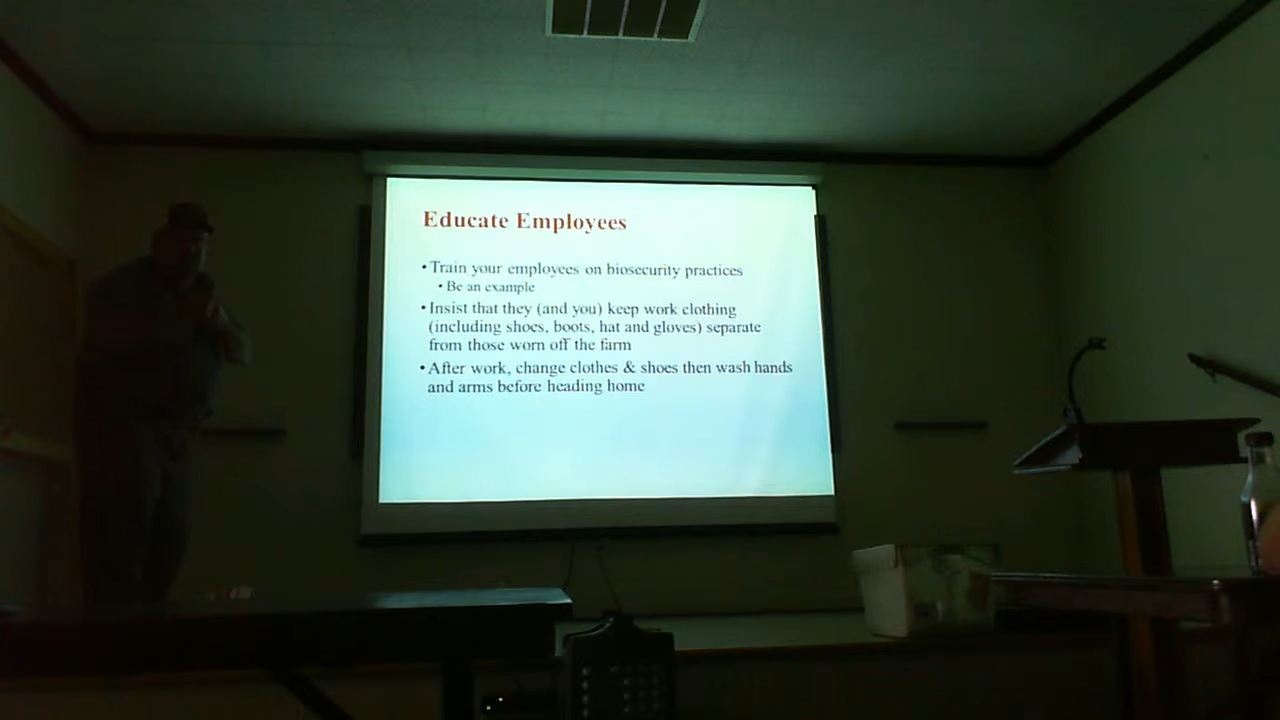 Educate Employees
• Train your employees on biosecurity practices
• Be an example
• Insist that they (and you) keep work clothing
(including shoes, boots, hat and gloves) separate
from those worn off the farm
• After work, change clothes & shoes then wash hands
and arms before heading home